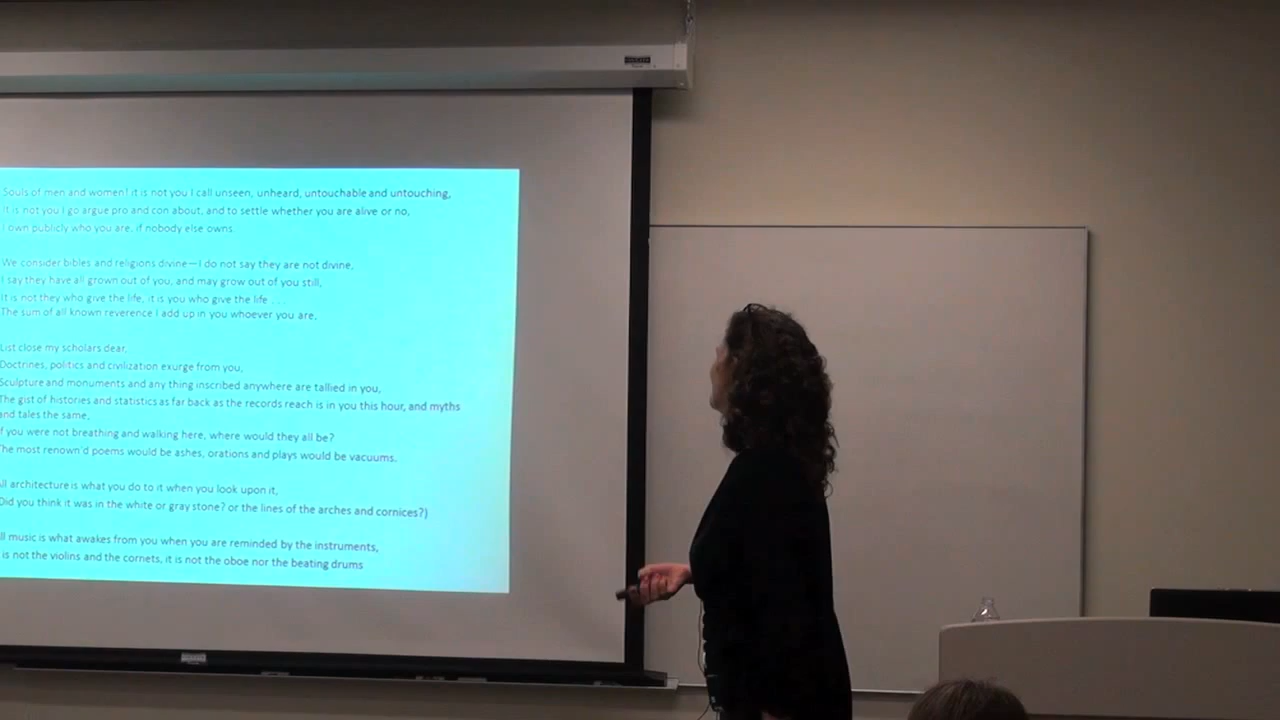 Souls of men and women! it is not you I call unseen, unheard, untouchable and untouching,
It is not you I go argue pro and con about, and to settle whether you are alive or no,
I own publicly who you are, if nobody else owns.
We consider bibles and religions divine—I do not say they are not divine,
I say they have all grown out of you, and may grow out of you still,
It is not they who give the life, it is you who give the life . . .
The sum of all known reverence I add up in you whoever you are,
List close my scholars dear,
Doctrines, politics and civilization exurge from you,
Sculpture and monuments and any thing inscribed anywhere are tallied in you,
The gist of histories and statistics as far back as the records reach is in you this hour, and myths
and tales the same,
f you were not breathing and walking here, where would they all be?
The most renown'd poems would be ashes, orations and plays would be vacuums.
ll architecture is what you do to it when you look upon it,
Did you think it was in the white or gray stone? or the lines of the arches and cornices?)
ll music is what awakes from you when you are reminded by the instruments,
is not the violins and the cornets, it is not the oboe nor the beating drums